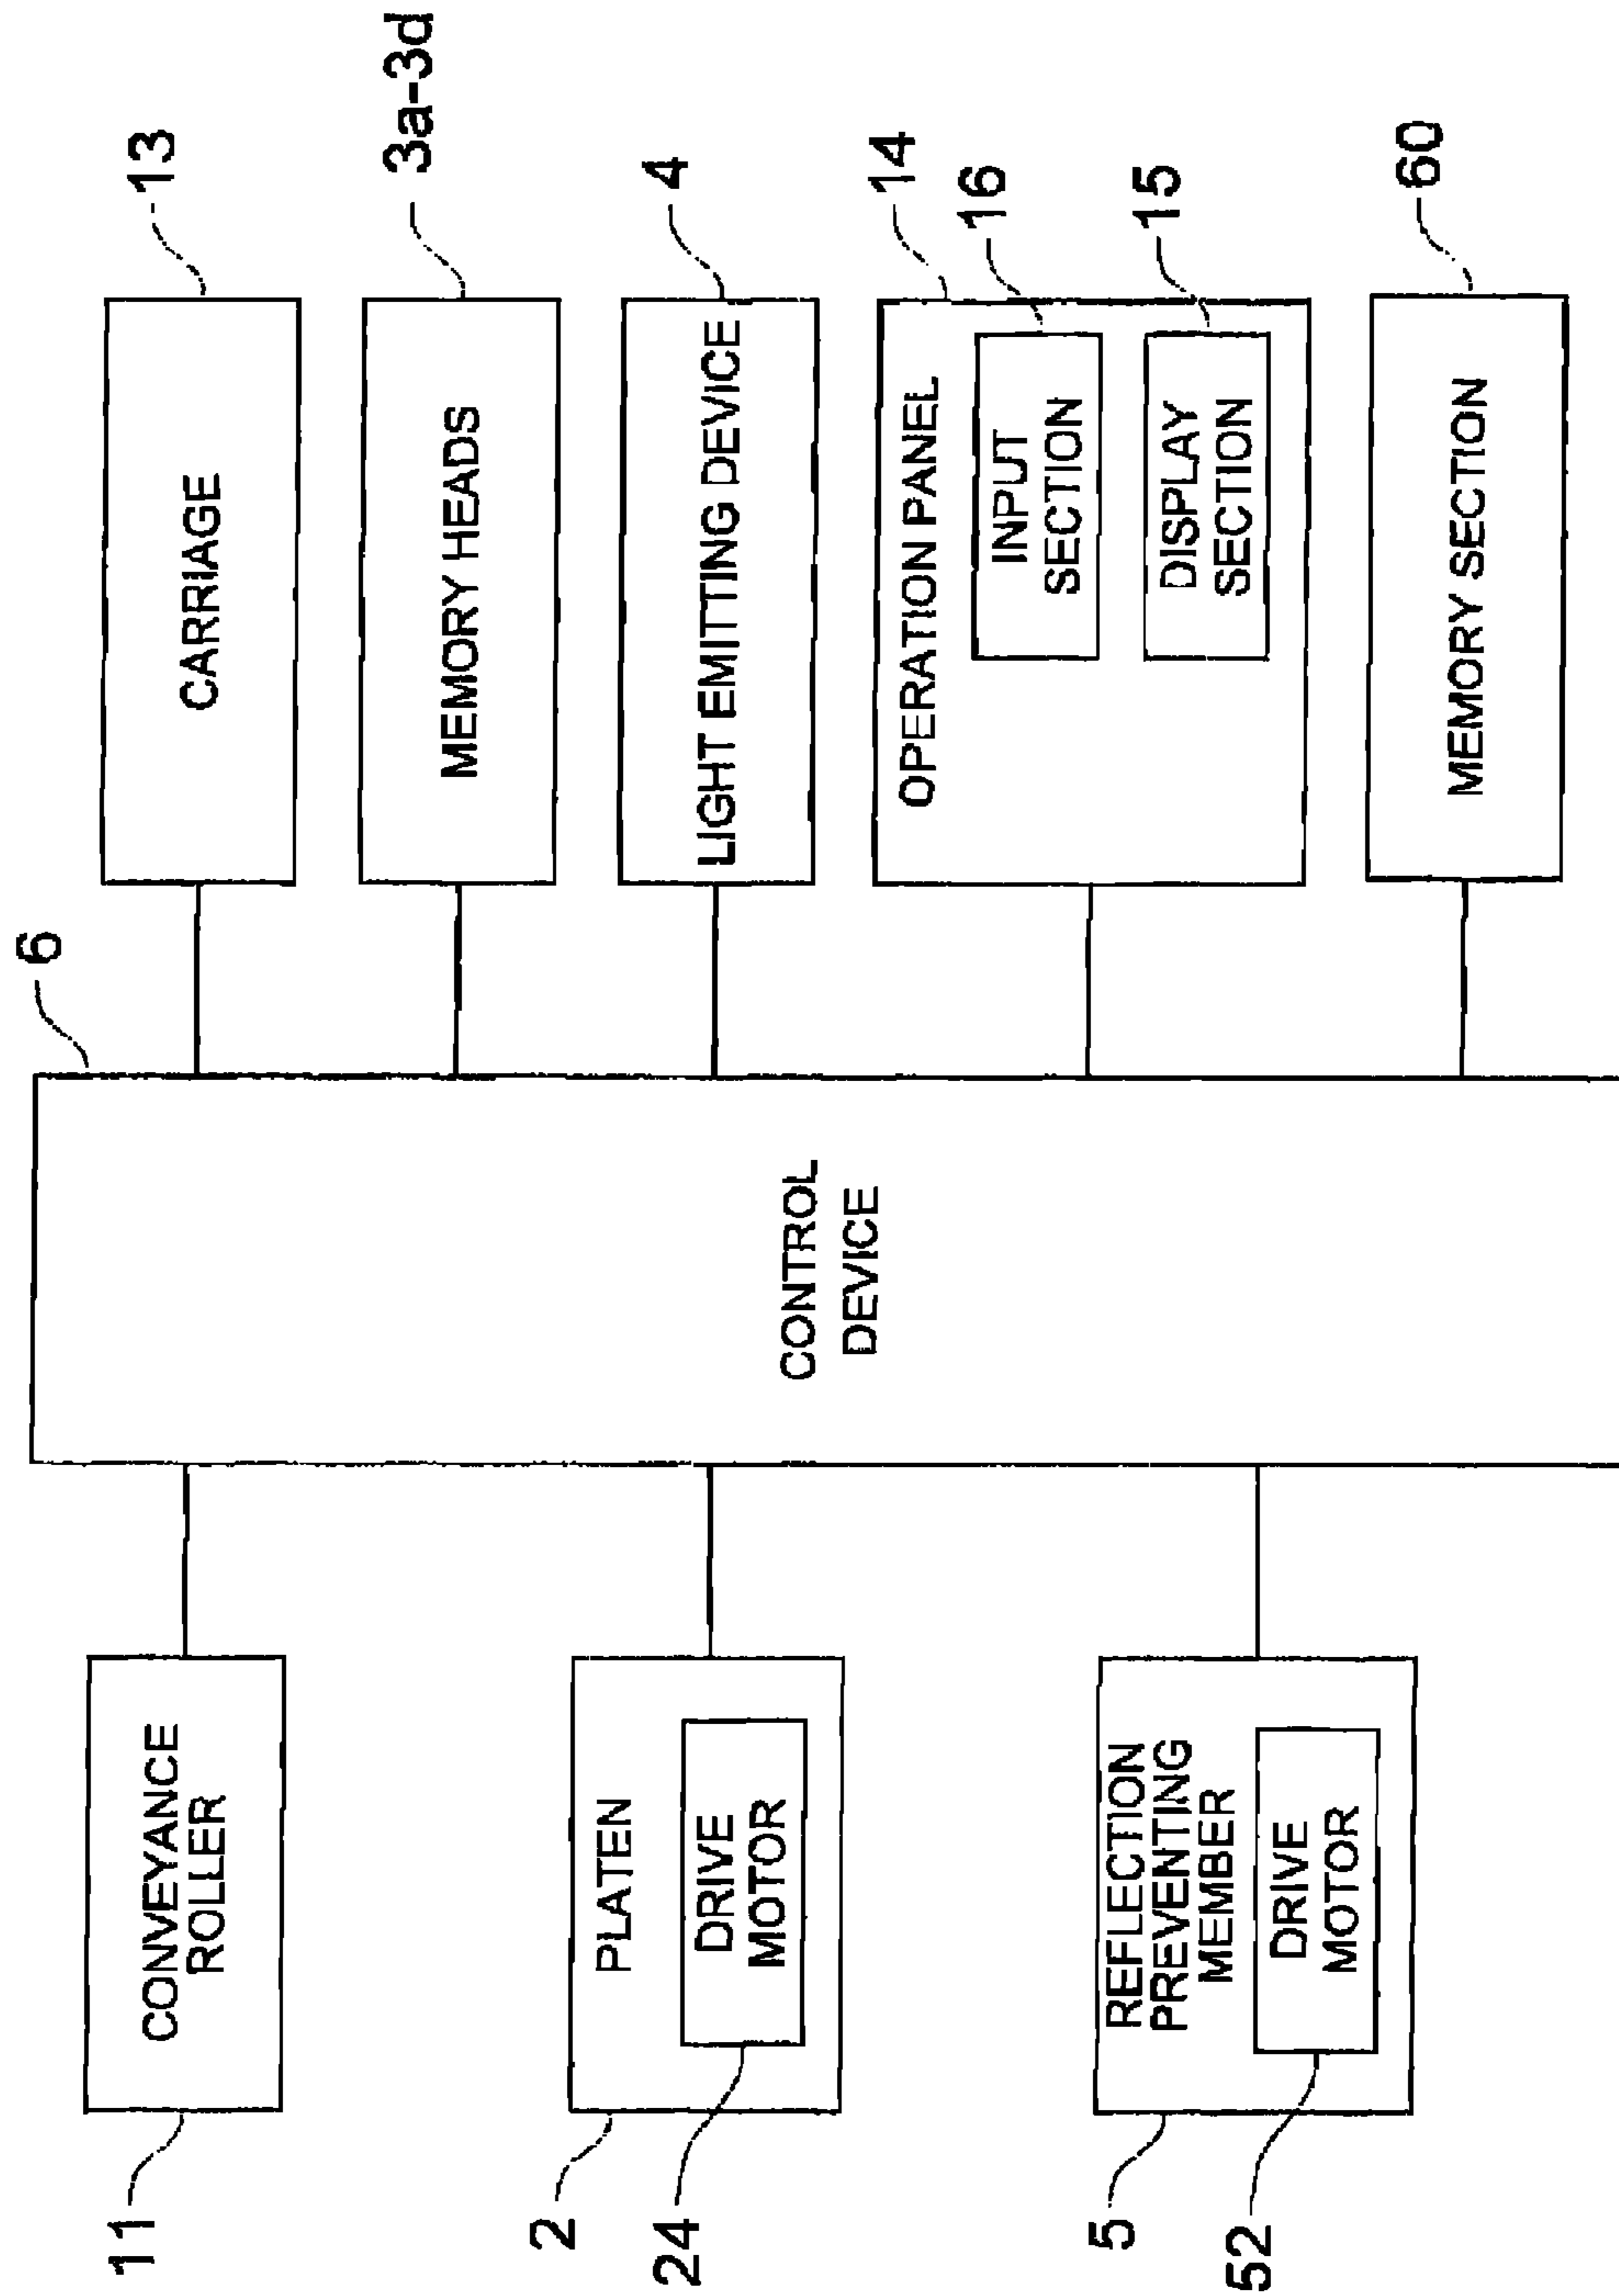 6
11
CONVEYANCE
ROLLER
2
PLATEN
24
DRIVE
MOTOR
5
REFLECTION
PREVENTING
MEMBER
52
DRIVE
MOTOR
CONTROL
DEVICE
CARRIAGE
13
MEMORY HEADS
3a-3d
LIGHT EMITTING DEVICE
4
OPERATION PANEL
14
INPUT
SECTION
16
DISPLAY
SECTION
15
MEMORY SECTION
60